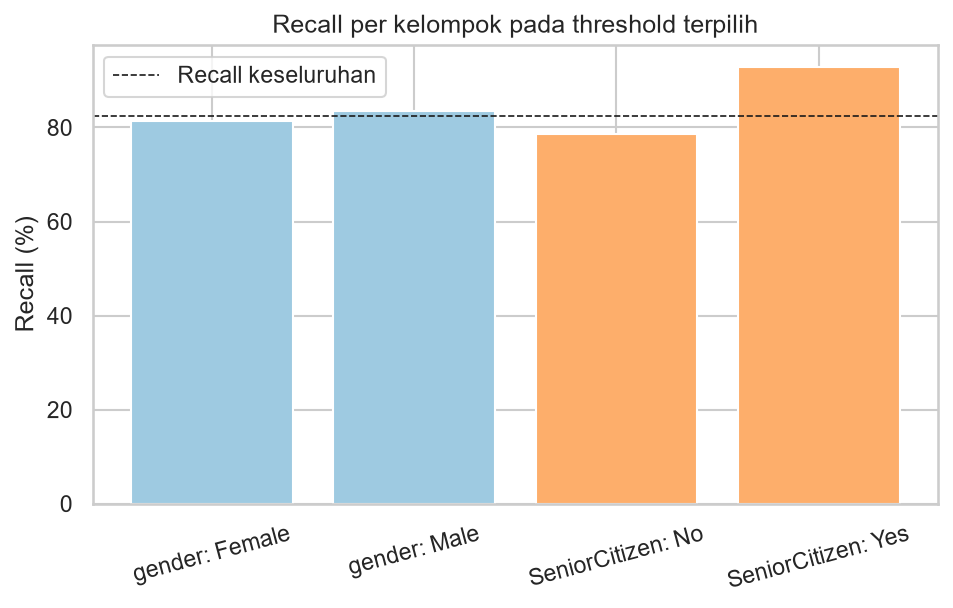 Recall per kelompok pada threshold terpilih
Recall keseluruhan
Recall (%)
80
60
40
20
0
gender: Female
gender: Male
SeniorCitizen: No
SeniorCitizen: Yes